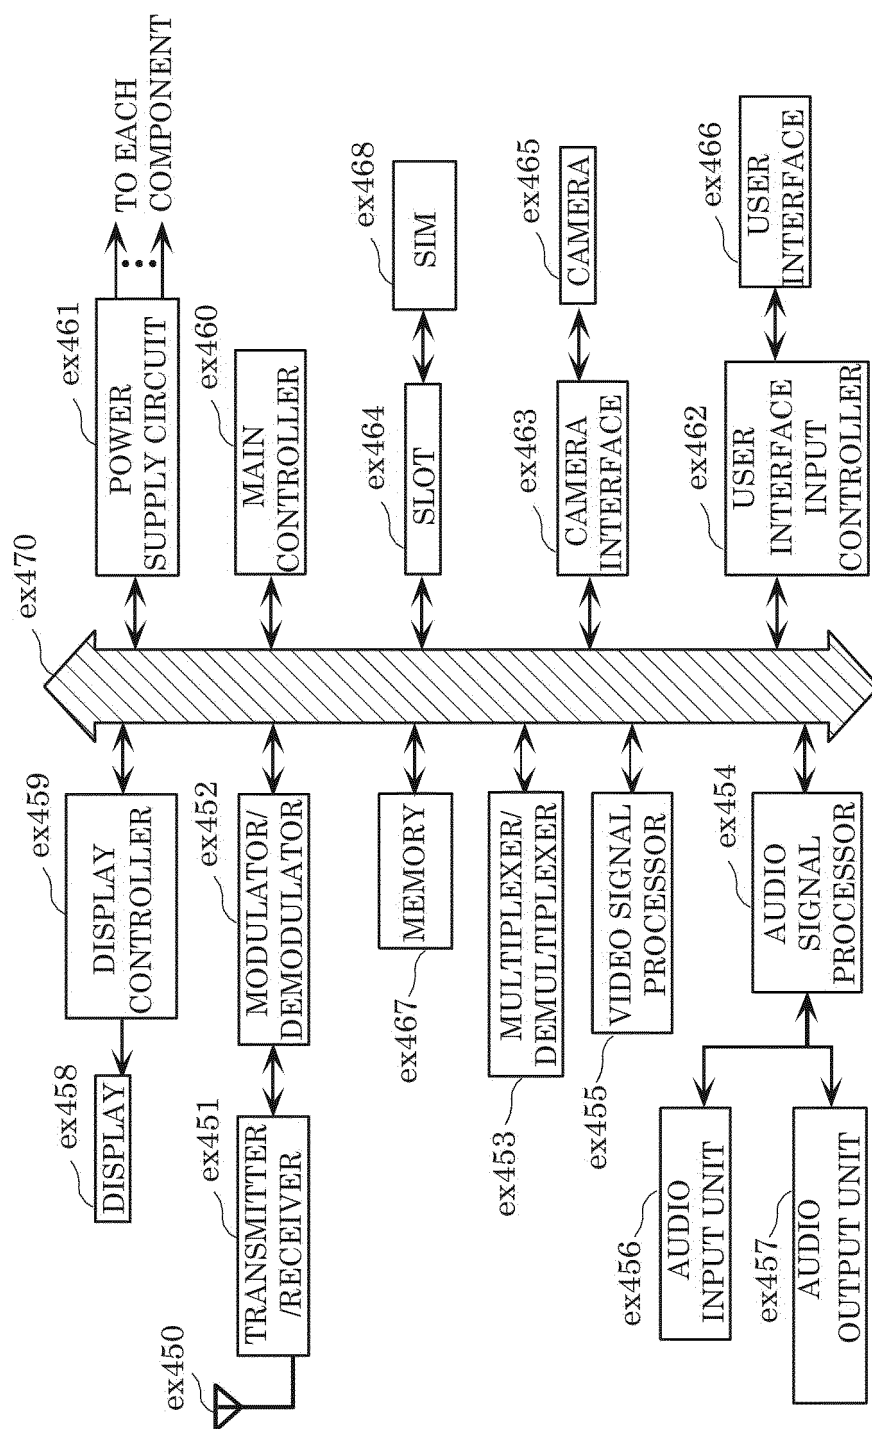 ex470
ex459
DISPLAY
CONTROLLER
ex458
DISPLAY
ex461
POWER
SUPPLY CIRCUIT
TO EACH
COMPONENT
ex450
ex451
TRANSMITTER
/RECEIVER
ex452
MODULATOR/
DEMODULATOR
ex460
MAIN
CONTROLLER
ex467
MEMORY
ex464
SLOT
ex468
SIM
ex453
MULTIPLEXER/
DEMULTIPLEXER
ex463
CAMERA
INTERFACE
ex465
CAMERA
ex455
VIDEO SIGNAL
PROCESSOR
ex456
AUDIO
INPUT UNIT
ex457
AUDIO
OUTPUT UNIT
ex454
AUDIO
SIGNAL
PROCESSOR
ex462
USER
INTERFACE
INPUT
CONTROLLER
ex466
USER
INTERFACE